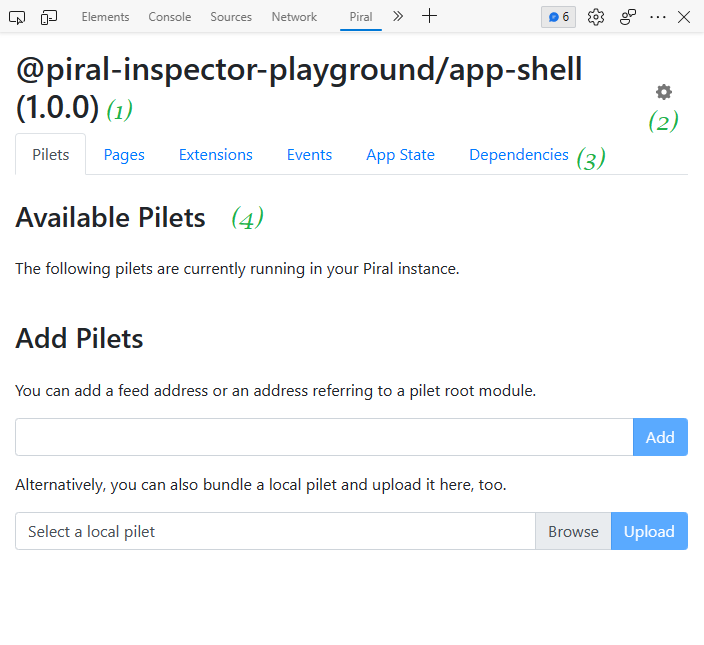 Elements Console Sources Network Piral 6
@piral-inspector-playground/app-shell
(1.0.0) (1)
(2)
Pilets Pages Extensions Events App State Dependencies (3)
Available Pilets (4)
The following pilets are currently running in your Piral instance.
Add Pilets
You can add a feed address or an address referring to a pilet root module.
Add
Alternatively, you can also bundle a local pilet and upload it here, too.
Select a local pilet Browse Upload